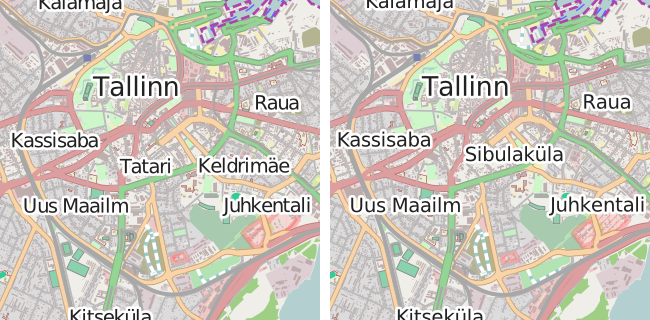 Kalamaja
Tallinn
Raua
Kassisaba
Tatari
Keldrimäe
Uus Maailm
Juhkentali
Kitseküla
Kalamaja
Tallinn
Raua
Kassisaba
Sibulaküla
Uus Maailm
Juhkentali
Kitseküla